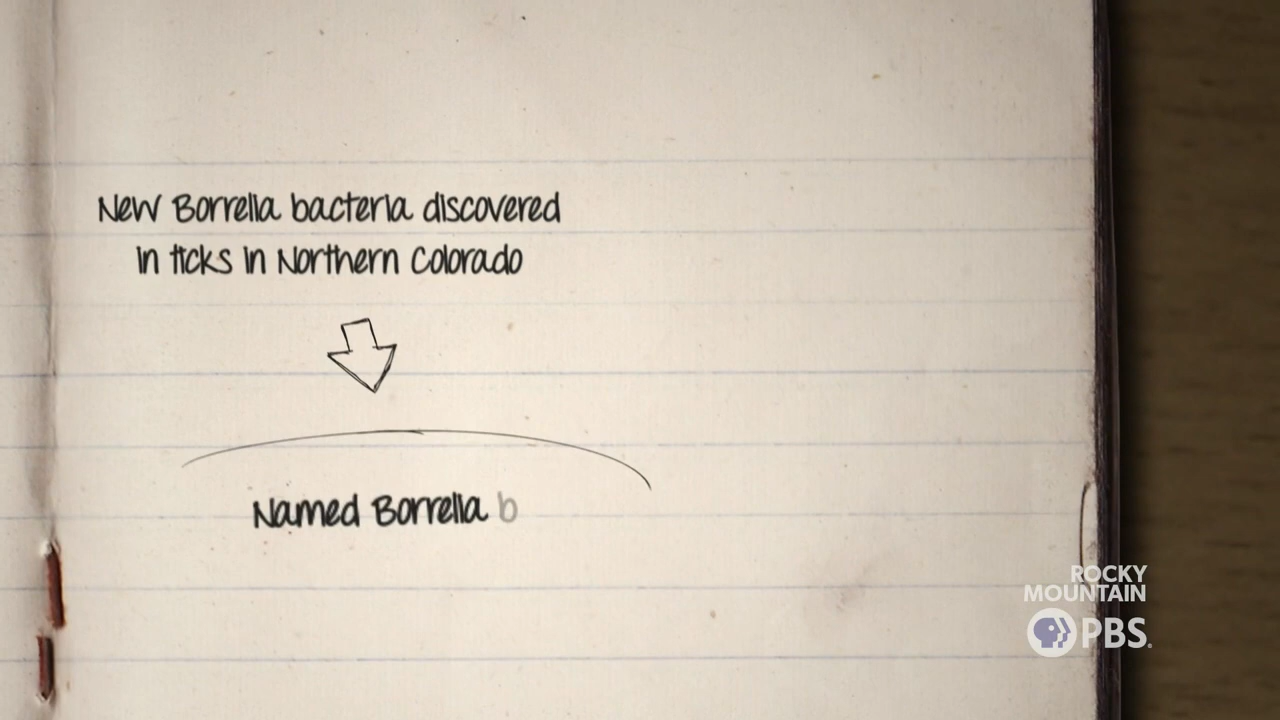 New Borrelia bacteria discovered
in ticks in Northern Colorado
Named Borrelia b
ROCKY
MOUNTAIN
PBS.